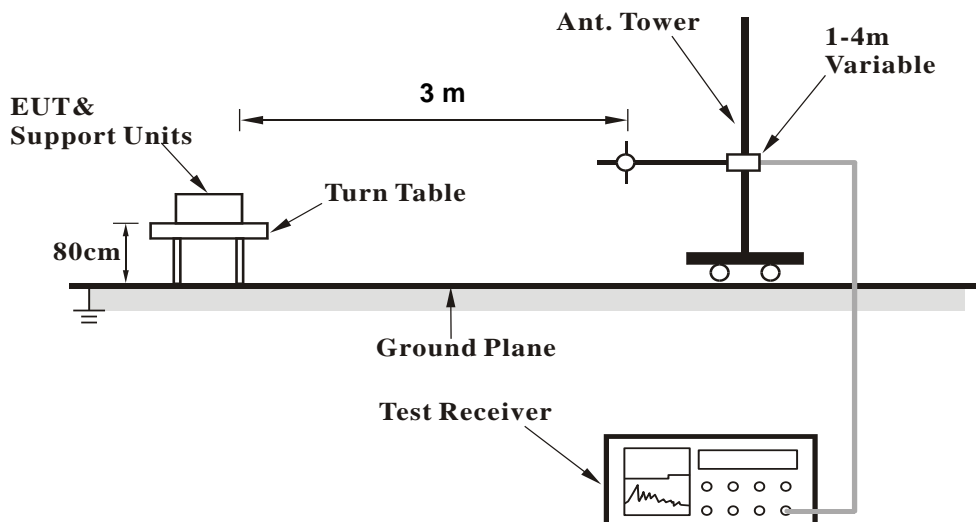 Ant. Tower
1-4m
Variable
3 m
EUT&
Support Units
Turn Table
80cm
Ground Plane
Test Receiver